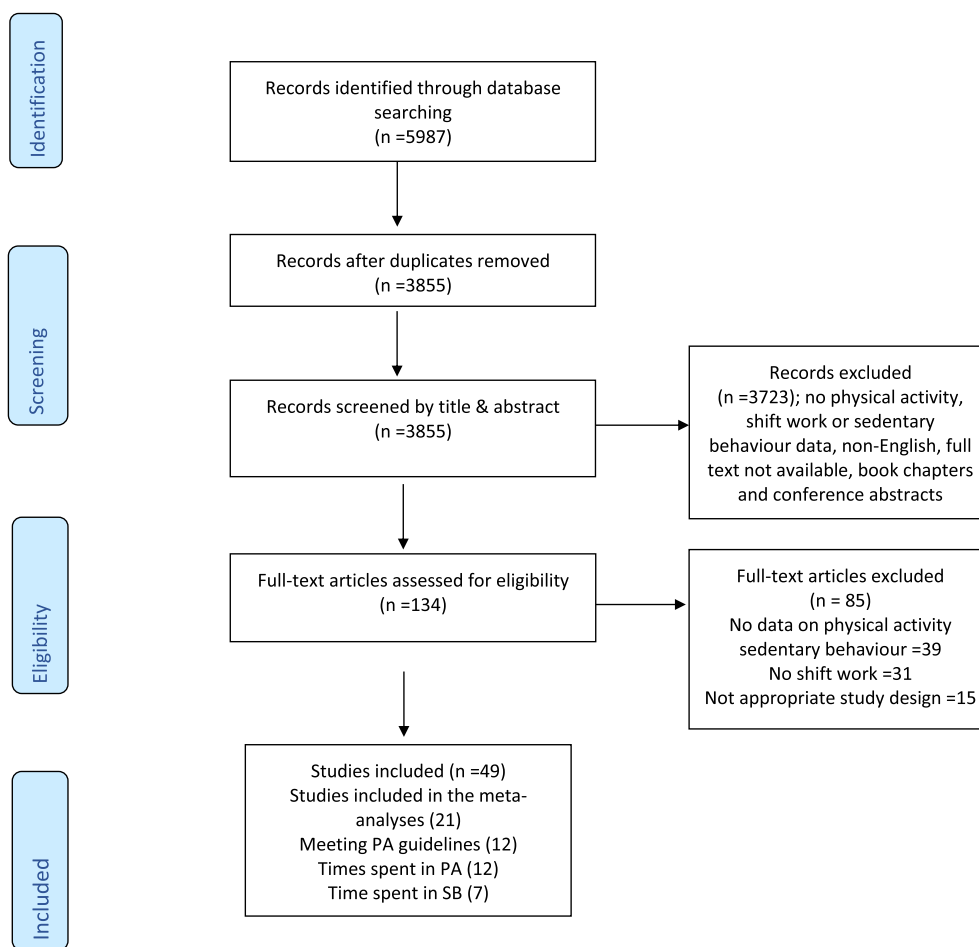 Identification
Records identified through database
searching
(n =5987)
Records after duplicates removed
(n =3855)
Screening
Records screened by title & abstract
(n =3855)
Records excluded
(n =3723); no physical activity,
shift work or sedentary
behaviour data, non-English, full
text not available, book chapters
and conference abstracts
Eligibility
Full-text articles assessed for eligibility
(n =134)
Full-text articles excluded
(n = 85)
No data on physical activity
sedentary behaviour =39
No shift work =31
Not appropriate study design =15
Included
Studies included (n =49)
Studies included in the meta-
analyses (21)
Meeting PA guidelines (12)
Times spent in PA (12)
Time spent in SB (7)